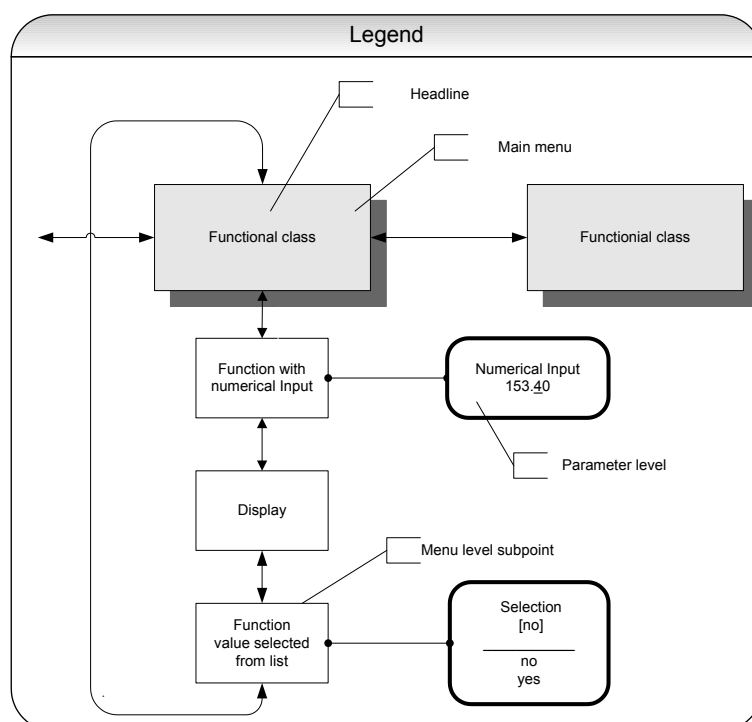 Legend
Headline
Main menu
Functional class
Functionial class
Function with
numerical Input
Numerical Input
153.40
Parameter level
Display
Menu level subpoint
Function
value selected
from list
Selection
[no]
no
yes